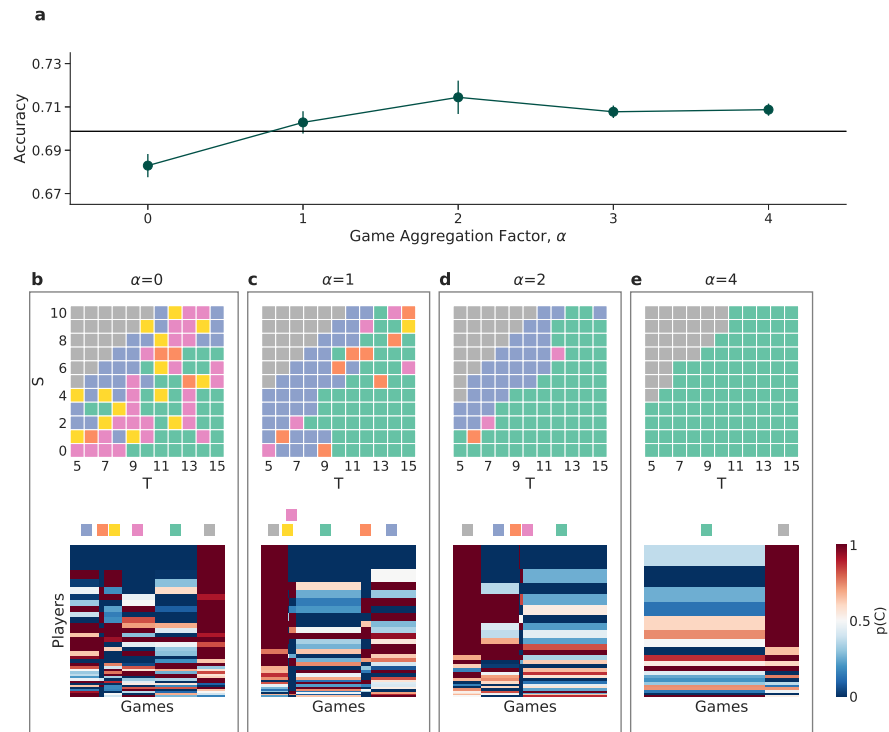 a
0.73
0.71
0.69
0.67
Accuracy
0 1 2 3 4
Game Aggregation Factor, α
b α=0
c α=1
d α=2
e α=4
10
8
6
4
2
0
S
5 7 9 11 13 15
5 7 9 11 13 15
5 7 9 11 13 15
5 7 9 11 13 15
T T T T
Players
Games Games Games Games
1
0.5
0
p(C)